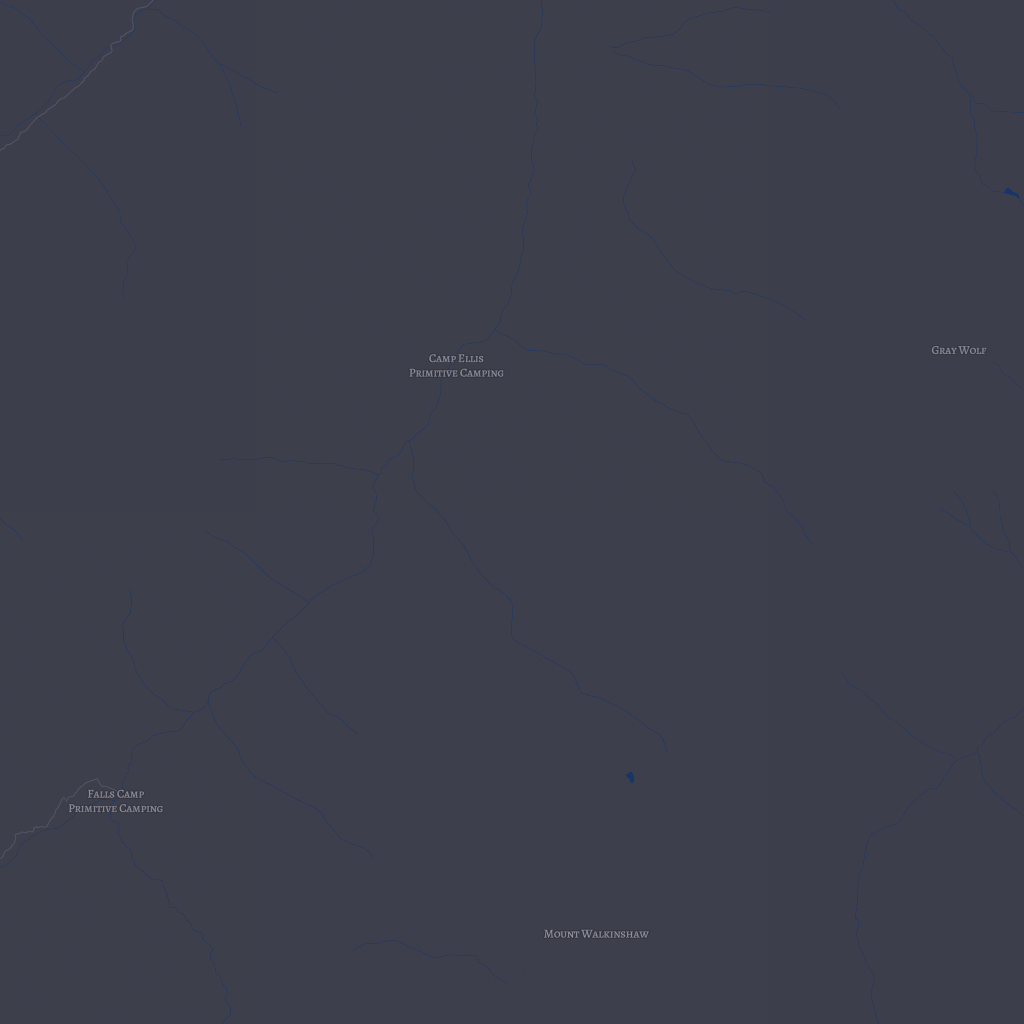 Gray Wolf
Camp Ellis
Primitive Camping
Falls Camp
Primitive Camping
Mount Walkinshaw